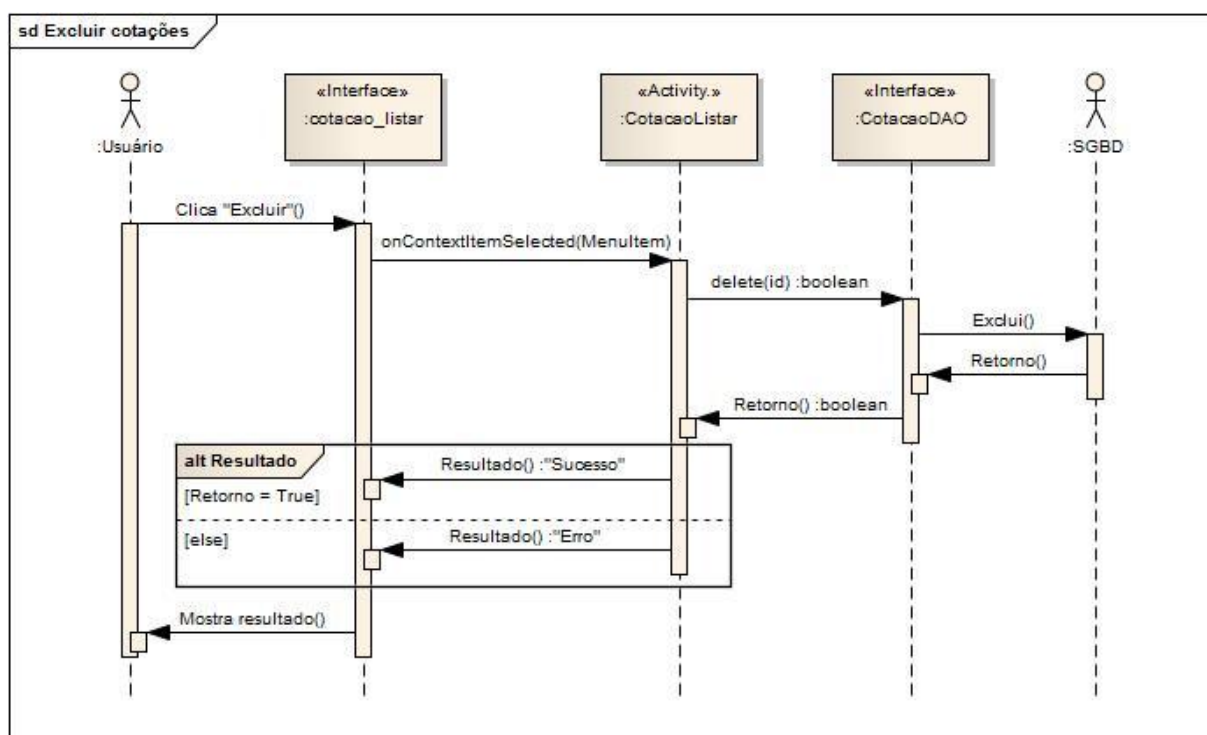 sd Excluir cotações
«Interface»
:cotacao_listar
«Activity.»
:CotacaoListar
«Interface»
:CotacaoDAO
:Usuário
:SGBD
Clica "Excluir"()
onContextItemSelected(MenuItem)
delete(id) :boolean
Exclui()
Retorno()
Retorno() :boolean
alt Resultado
Resultado() :"Sucesso"
[Retorno = True]
Resultado() :"Erro"
[else]
Mostra resultado()